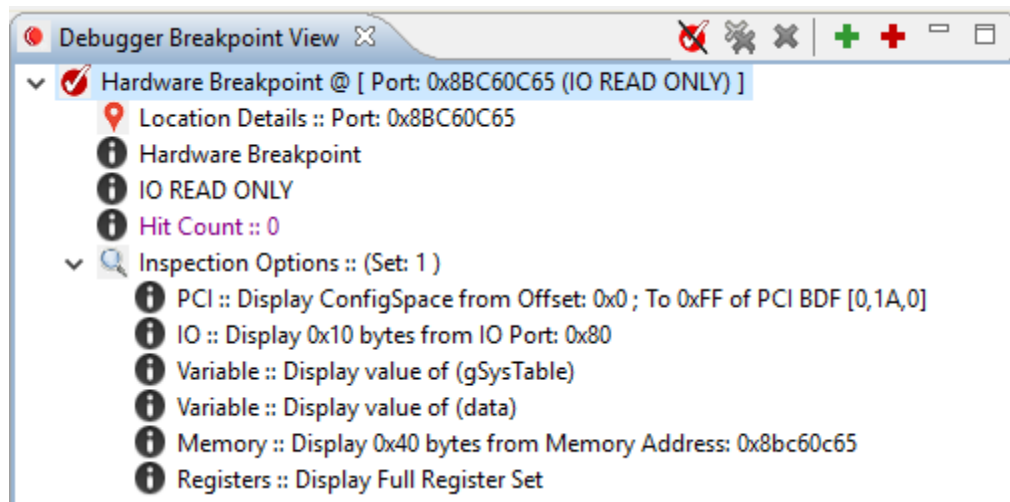 Debugger Breakpoint View
Hardware Breakpoint @ [ Port: 0x8BC60C65 (IO READ ONLY) ]
Location Details :: Port: 0x8BC60C65
Hardware Breakpoint
IO READ ONLY
Hit Count :: 0
Inspection Options :: (Set: 1 )
PCI :: Display ConfigSpace from Offset: 0x0 ; To 0xFF of PCI BDF [0,1A,0]
IO :: Display 0x10 bytes from IO Port: 0x80
Variable :: Display value of (gSysTable)
Variable :: Display value of (data)
Memory :: Display 0x40 bytes from Memory Address: 0x8bc60c65
Registers :: Display Full Register Set